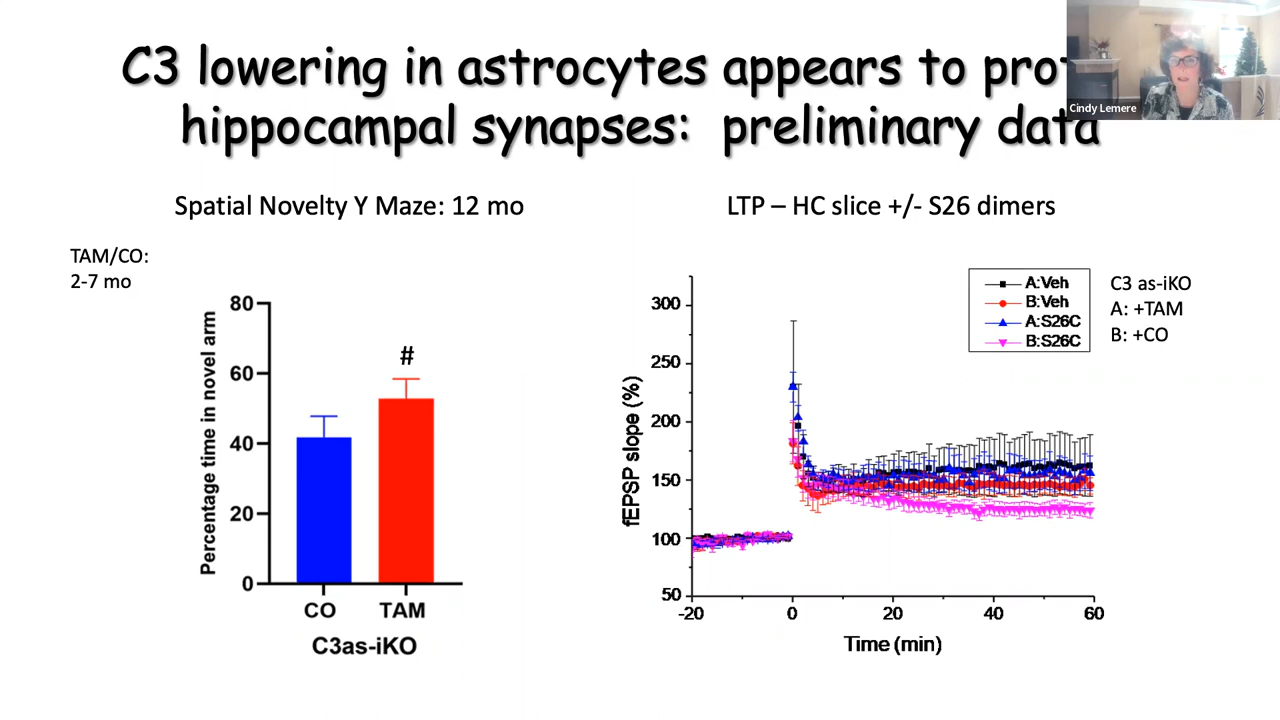 C3 lowering in astrocytes appears to
hippocampal synapses: preliminary data
Cindy Lemere
Spatial Novelty Y Maze: 12 mo
TAM/CO:
2-7 mo
Percentage time in novel arm
80
60
40
20
0
#
CO
TAM
C3as-iKO
LTP – HC slice +/- S26 dimers
A:Veh
B:Veh
A:S26C
B:S26C
C3 as-iKO
A: +TAM
B: +CO
fEPSP slope (%)
300
250
200
150
100
50
-20
0
20
40
60
Time (min)